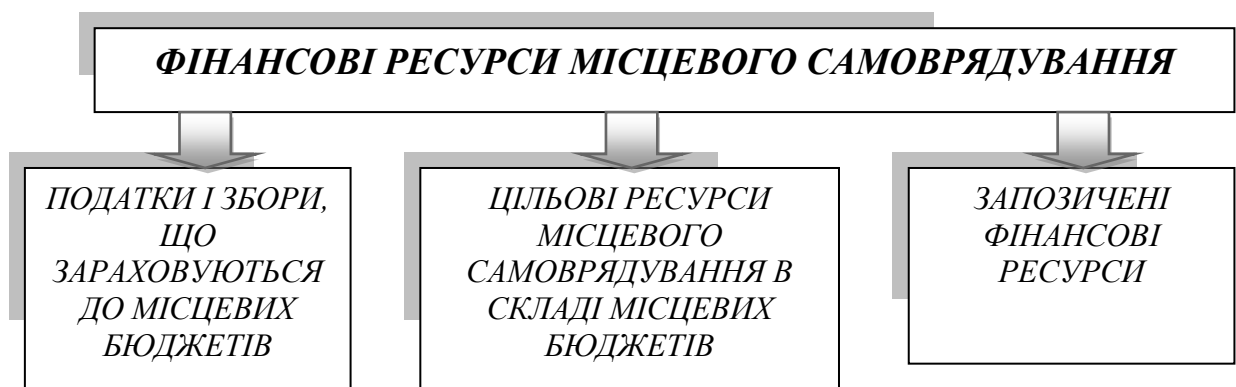 ФІНАНСОВІ РЕСУРСИ МІСЦЕВОГО САМОВРЯДУВАННЯ
ПОДАТКИ І ЗБОРИ,
ЩО
ЗАРАХОВУЮТЬСЯ
ДО МІСЦЕВИХ
БЮДЖЕТІВ
ЦІЛЬОВІ РЕСУРСИ
МІСЦЕВОГО
САМОВРЯДУВАННЯ В
СКЛАДІ МІСЦЕВИХ
БЮДЖЕТІВ
ЗАПОЗИЧЕНІ
ФІНАНСОВІ
РЕСУРСИ